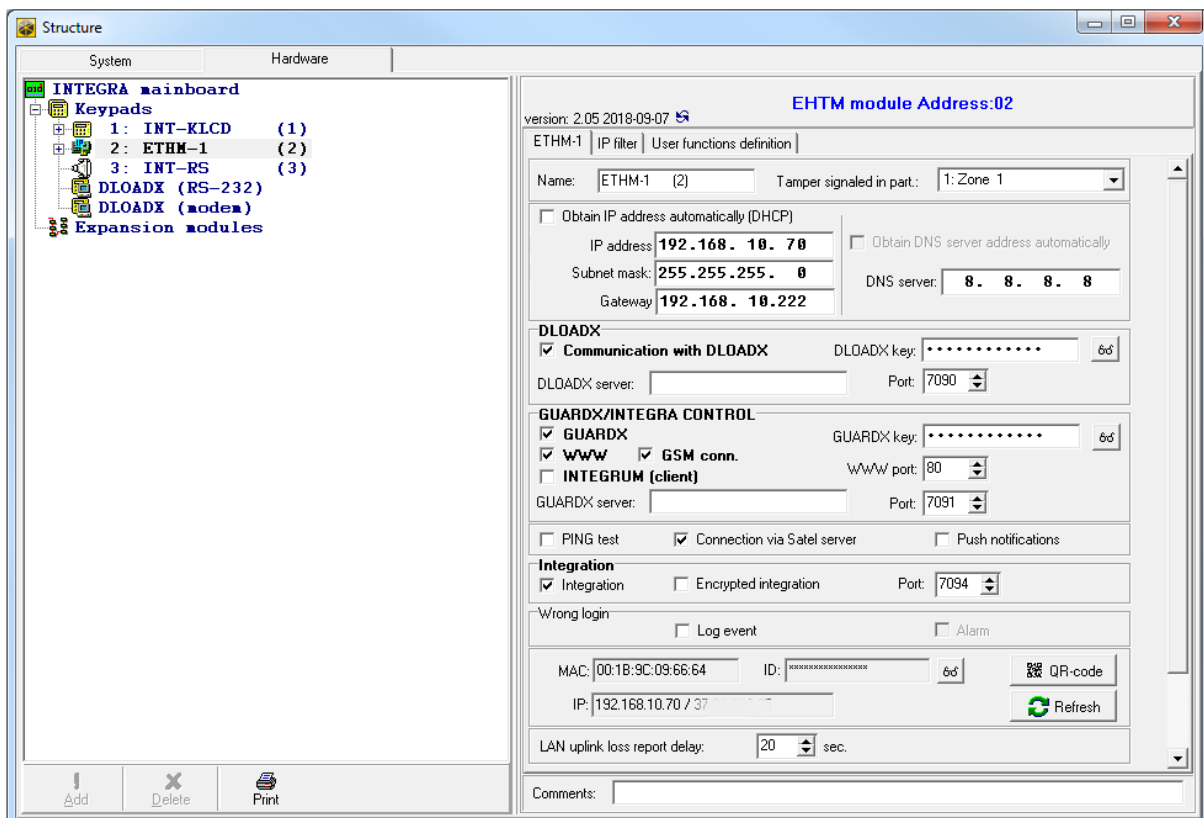 Structure
System Hardware
INTEGRA mainboard
Keypads
1: INT-KLCD (1)
2: ETHM-1 (2)
3: INT-RS (3)
DLOADX (RS-232)
DLOADX (modem)
Expansion modules
Add Delete Print
EHTM module Address:02
version: 2.05 2018-09-07
ETHM-1 IP filter User functions definition
Name: ETHM-1 (2) Tamper signaled in part.: 1: Zone 1
Obtain IP address automatically (DHCP)
IP address 192.168. 10. 70 Obtain DNS server address automatically
Subnet mask: 255.255.255. 0 DNS server: 8. 8. 8. 8
Gateway 192.168. 10.222
DLOADX
Communication with DLOADX DLOADX key: ••••••••••••
DLOADX server: Port: 7090
GUARDX/INTEGRA CONTROL
GUARDX GUARDX key: ••••••••••••
WWW GSM conn. WWW port: 80
INTEGRUM (client)
GUARDX server: Port: 7091
PING test Connection via Satel server Push notifications
Integration
Integration Encrypted integration Port: 7094
Wrong login
Log event Alarm
MAC: 00:1B:9C:09:66:64 ID: **************** QR-code
IP: 192.168.10.70 / 37 Refresh
LAN uplink loss report delay: 20 sec.
Comments: